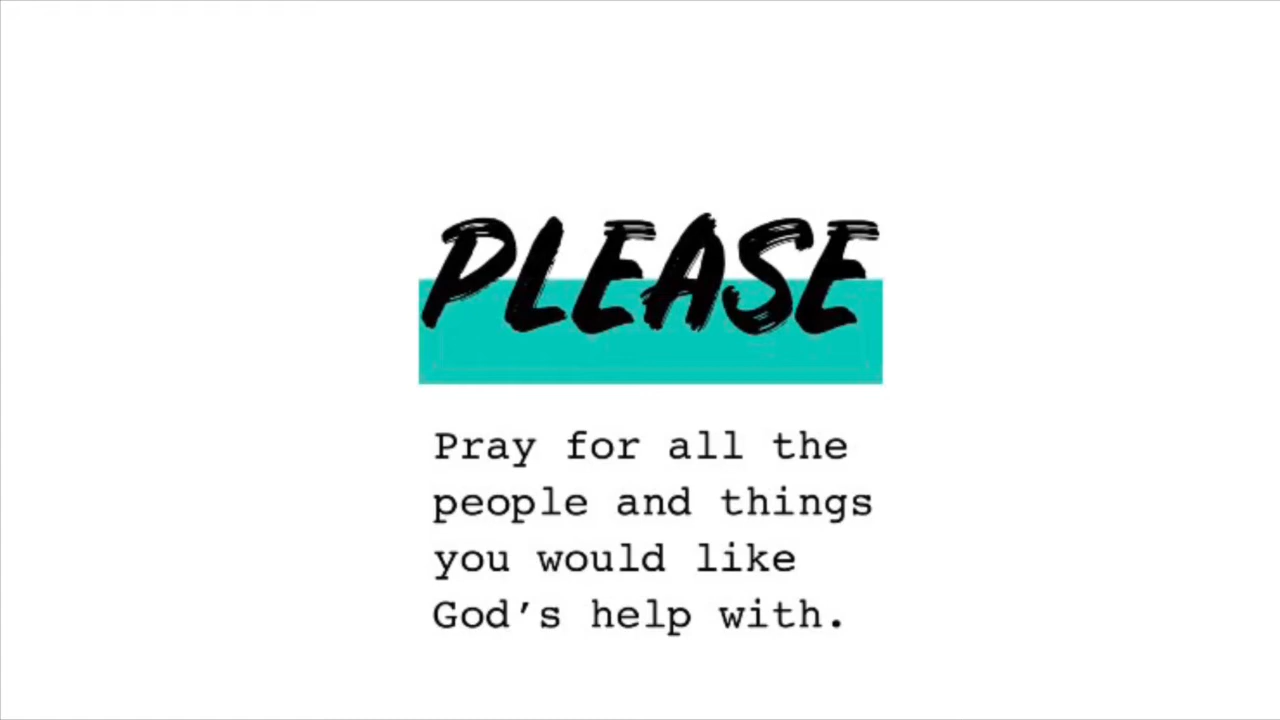 PLEASE
Pray for all the
people and things
you would like
God’s help with.